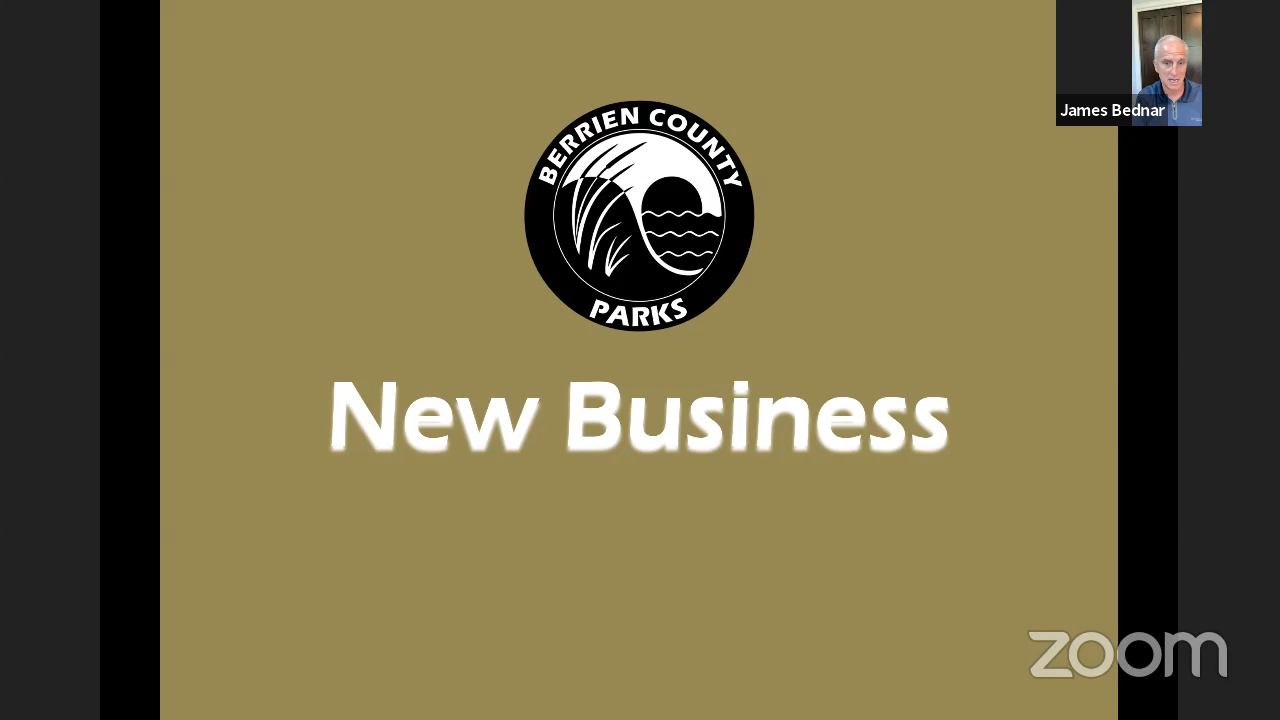 James Bednar
BERRIEN COUNTY
PARKS
New Business
zoom